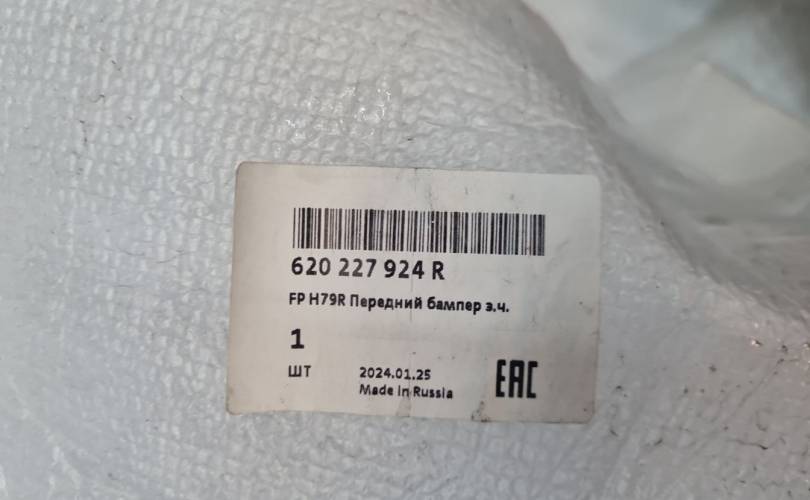 620 227 924 R
FP H79R Передний бампер э.ч.
1
ШТ
2024.01.25
Made in Russia
EAC